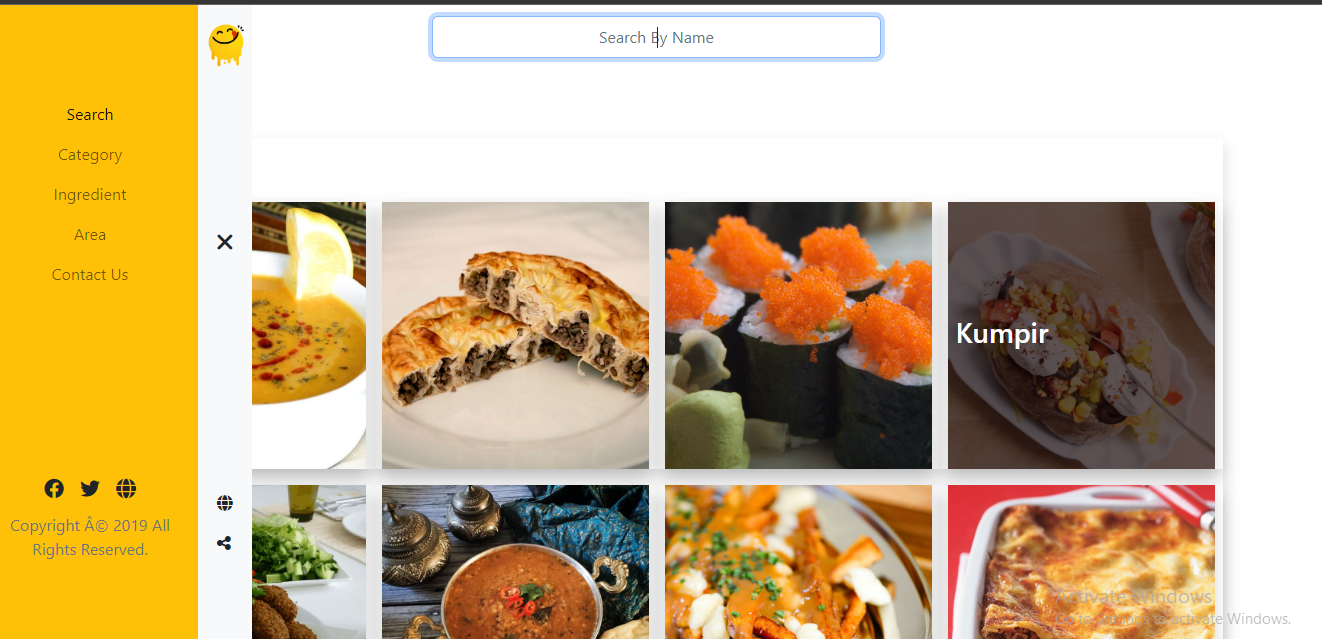 Search By Name
Search
Category
Ingredient
Area
Contact Us
Kumpir
Copyright Â© 2019 All
Rights Reserved.
Activate Windows
Go to Settings to activate Windows.